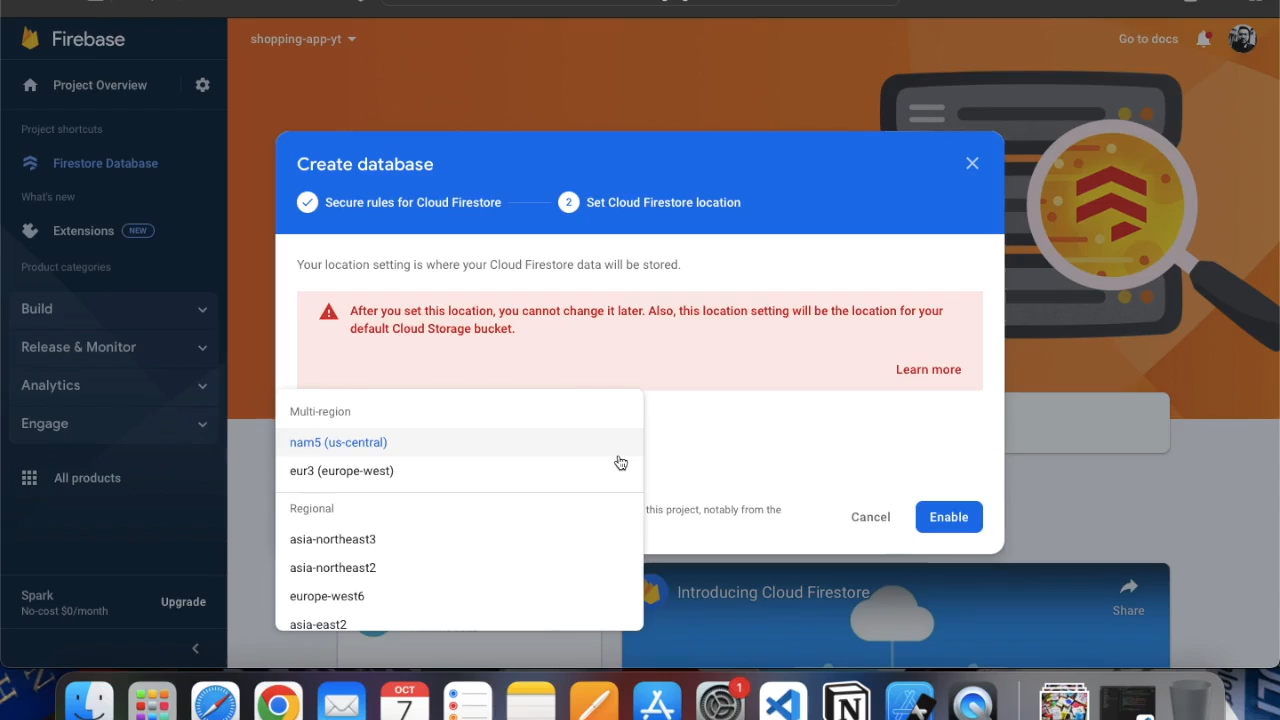 Firebase
shopping-app-yt
Go to docs
Project Overview
Project shortcuts
Firestore Database
What's new
Extensions NEW
Product categories
Build
Release & Monitor
Analytics
Engage
All products
Spark
No-cost $0/month
Upgrade
Create database
Secure rules for Cloud Firestore
2 Set Cloud Firestore location
Your location setting is where your Cloud Firestore data will be stored.
After you set this location, you cannot change it later. Also, this location setting will be the location for your
default Cloud Storage bucket.
Learn more
Multi-region
nam5 (us-central)
eur3 (europe-west)
Regional
asia-northeast3
asia-northeast2
europe-west6
asia-east2
this project, notably from the
Cancel
Enable
Introducing Cloud Firestore
Share
OCT
7
1